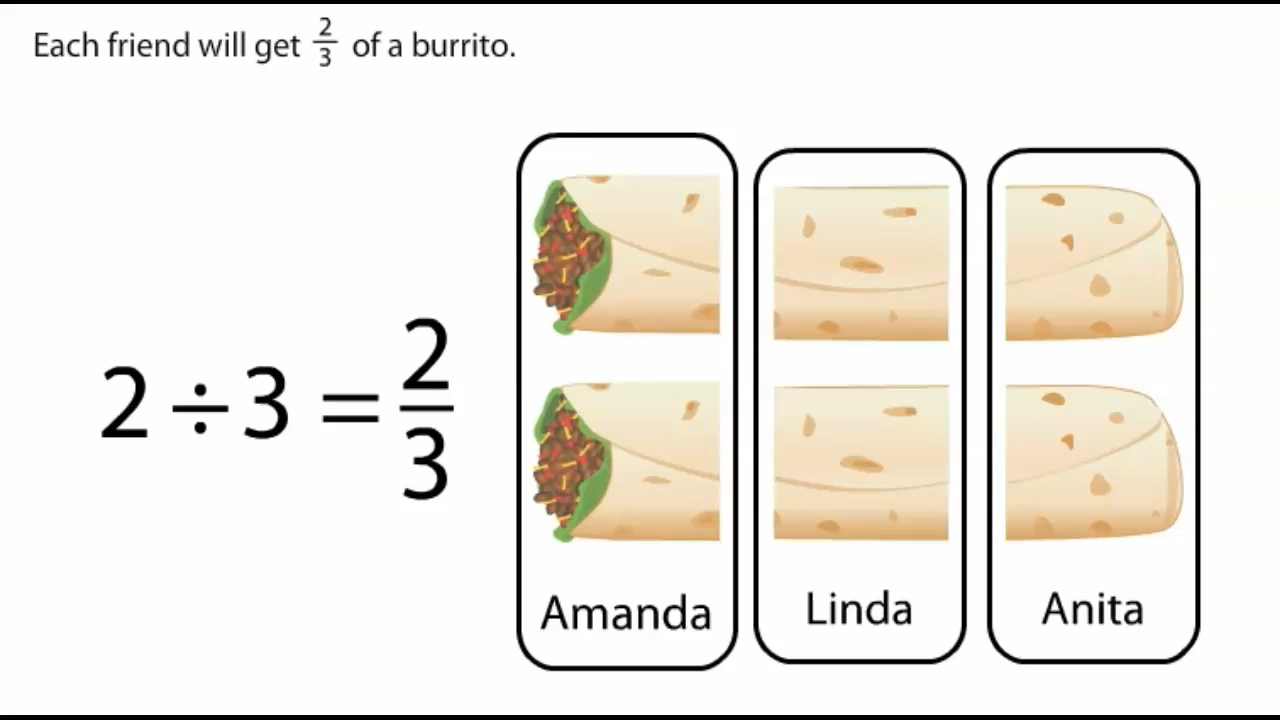 Each friend will get 2/3 of a burrito.
2 ÷ 3 = 2/3
Amanda
Linda
Anita